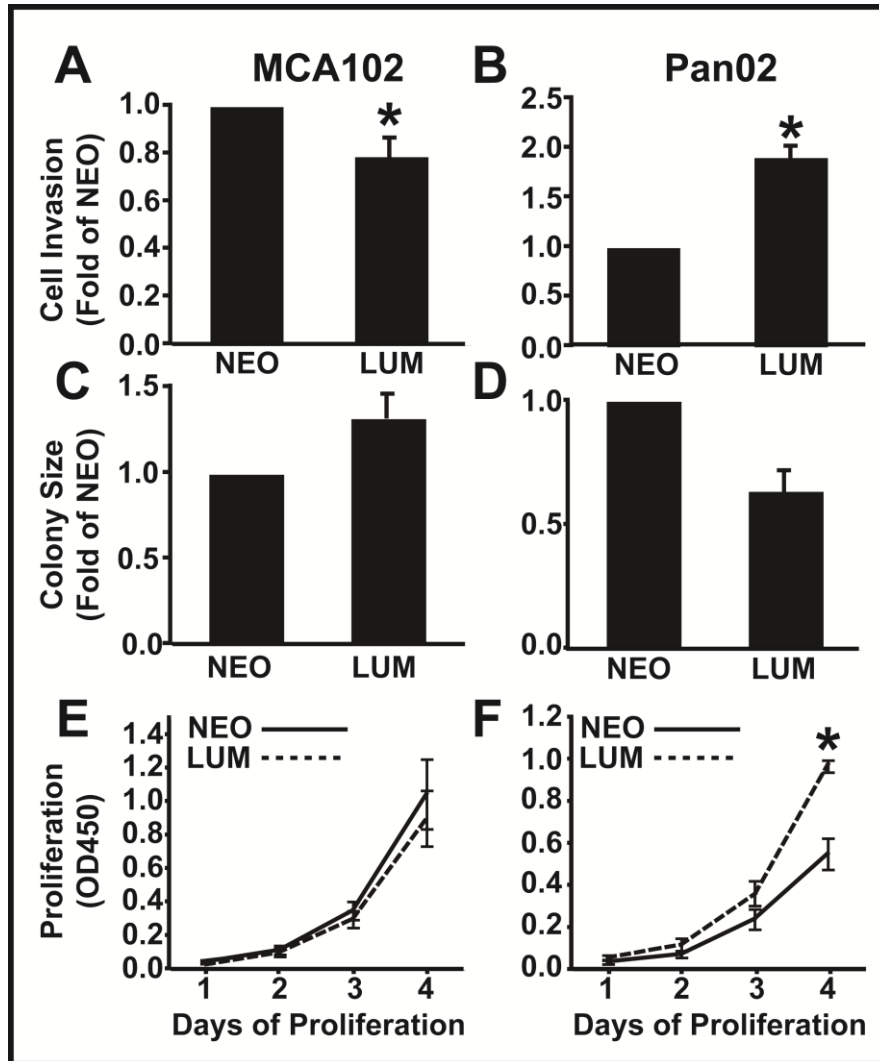 A
MCA102
B
Pan02
Cell Invasion
(Fold of NEO)
1.0
0.8
0.6
0.4
0.2
0.0
*
NEO LUM
2.5
2.0
1.5
1.0
0.5
0.0
*
NEO LUM
C
D
Colony Size
(Fold of NEO)
1.5
1.0
0.5
0.0
NEO LUM
1.0
0.5
0.0
NEO LUM
E
F
Proliferation
(OD450)
NEO
LUM
1.4
1.2
1.0
0.8
0.6
0.4
0.2
0.0
1 2 3 4
Days of Proliferation
NEO
LUM
*
1.2
1.0
0.8
0.6
0.4
0.2
0.0
1 2 3 4
Days of Proliferation